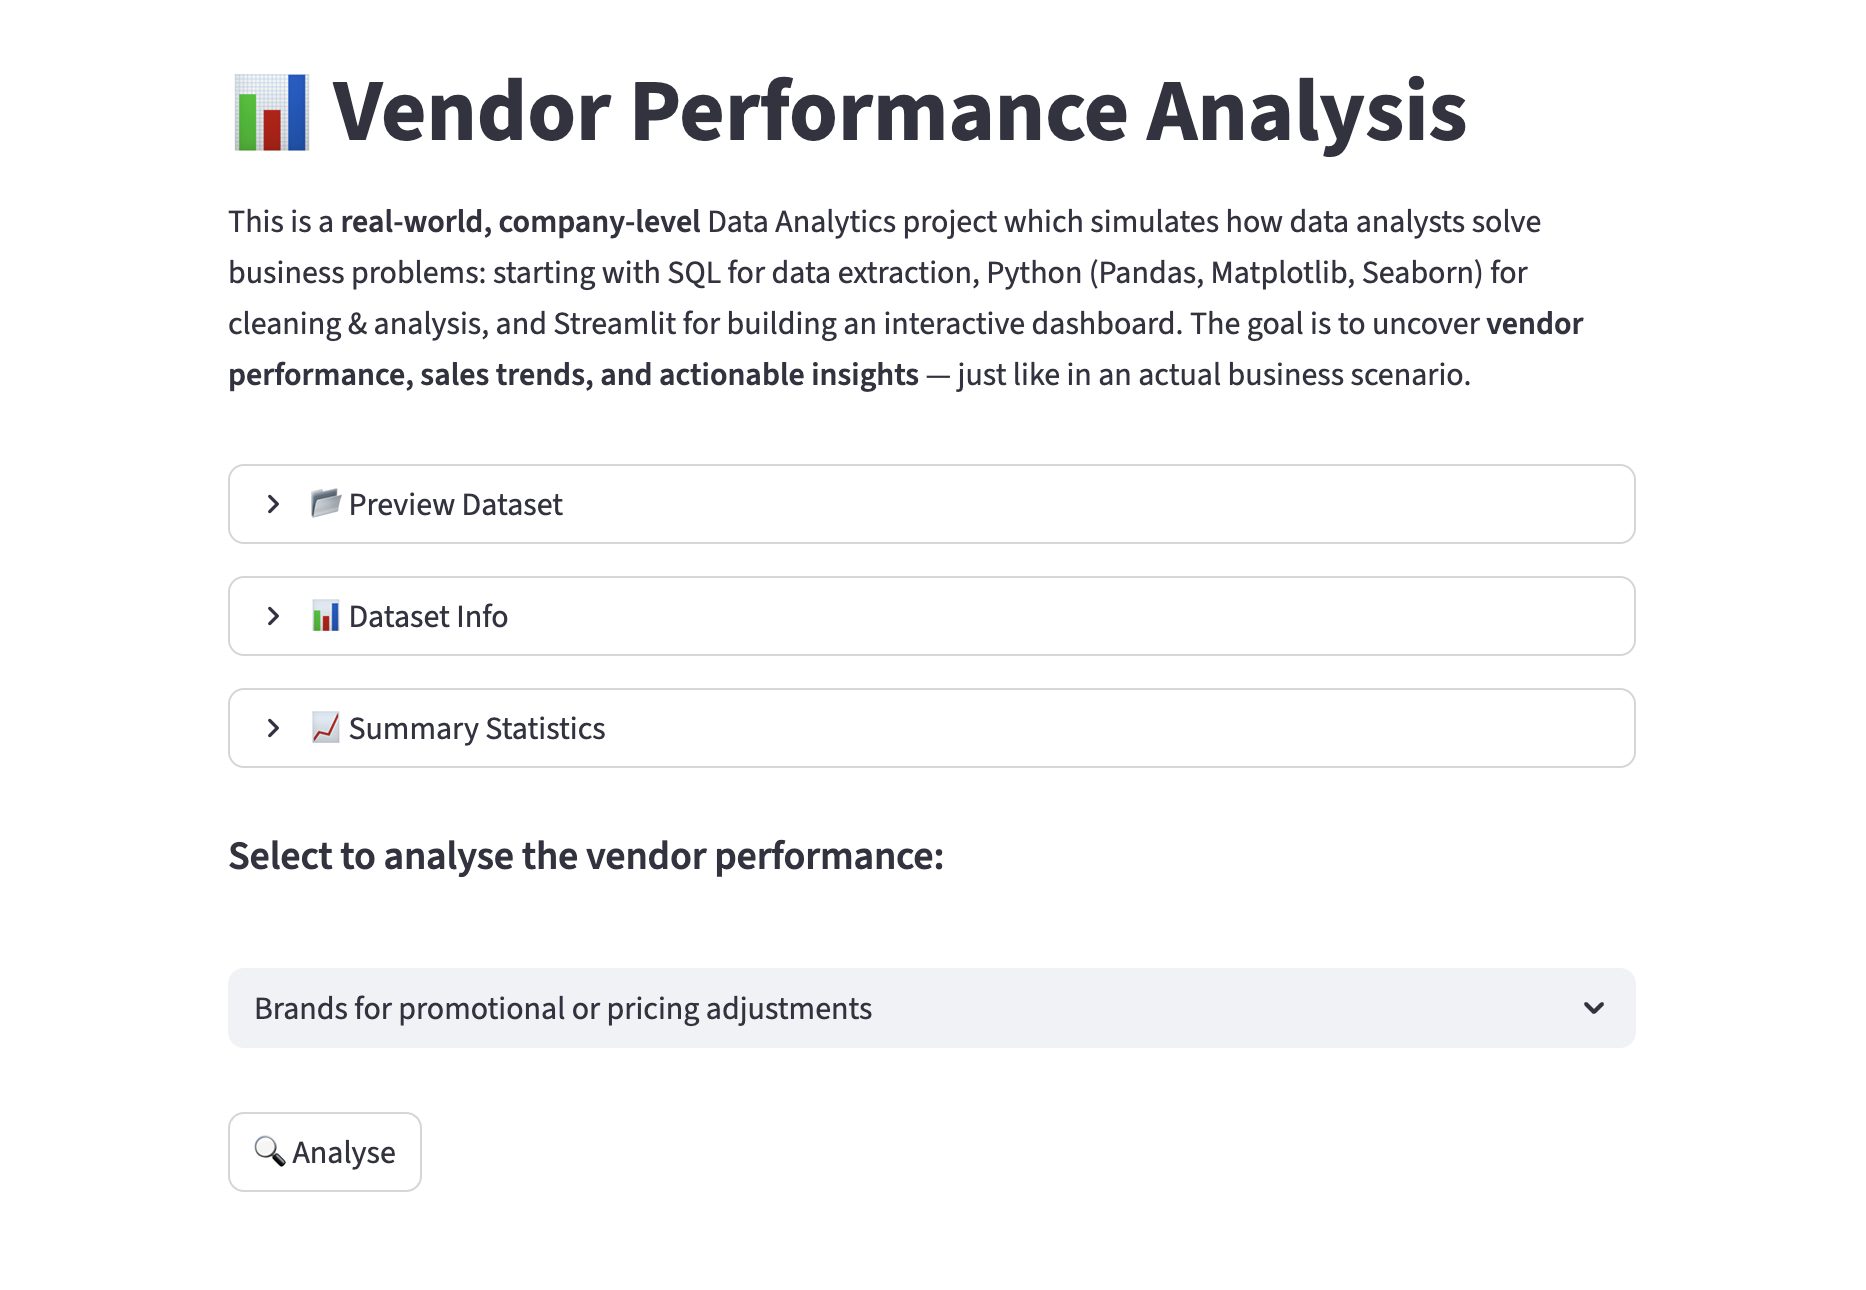 Vendor Performance Analysis
This is a real-world, company-level Data Analytics project which simulates how data analysts solve
business problems: starting with SQL for data extraction, Python (Pandas, Matplotlib, Seaborn) for
cleaning & analysis, and Streamlit for building an interactive dashboard. The goal is to uncover vendor
performance, sales trends, and actionable insights — just like in an actual business scenario.
Preview Dataset
Dataset Info
Summary Statistics
Select to analyse the vendor performance:
Brands for promotional or pricing adjustments
Analyse